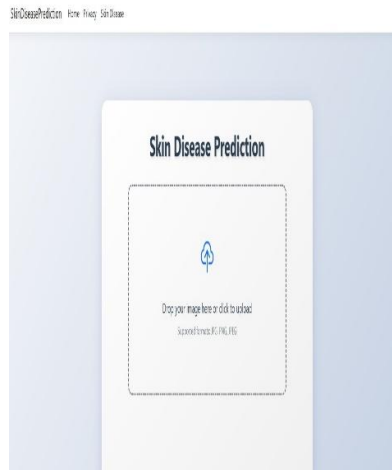 SkinDiseasePrediction Home Privacy Skin Disease
Skin Disease Prediction
Drop your image here or click to upload
Supported formats: JPG, PNG, JPEG